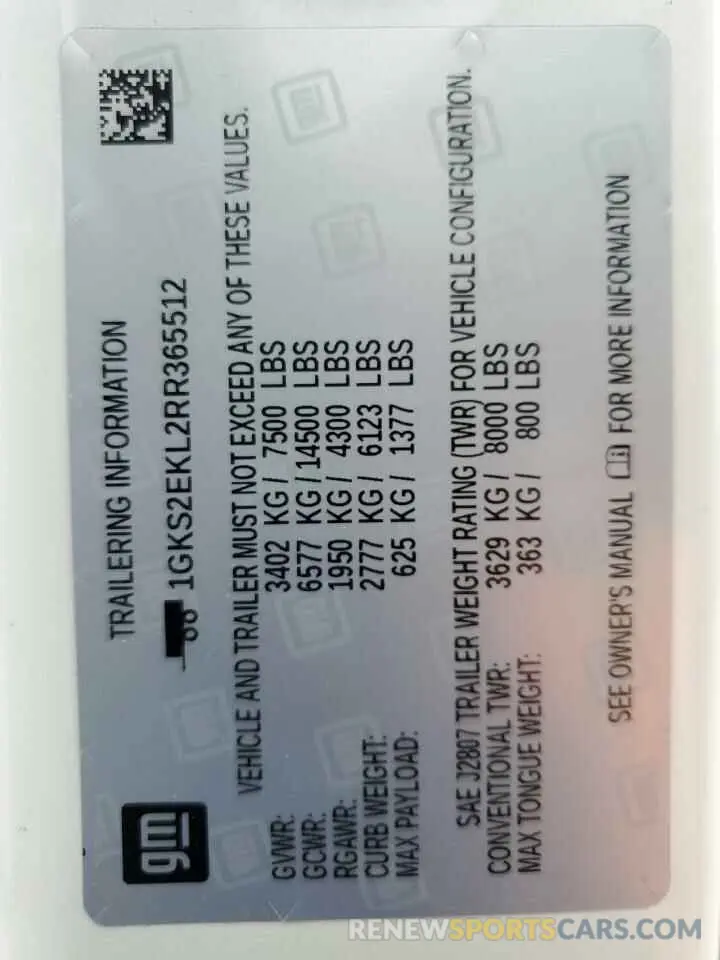 gm
TRAILERING INFORMATION
1GKS2EKL2RR365512
VEHICLE AND TRAILER MUST NOT EXCEED ANY OF THESE VALUES.
GVWR: 3402 KG / 7500 LBS
GCWR: 6577 KG / 14500 LBS
RGAWR: 1950 KG / 4300 LBS
CURB WEIGHT: 2777 KG / 6123 LBS
MAX PAYLOAD: 625 KG / 1377 LBS
SAE J2807 TRAILER WEIGHT RATING (TWR) FOR VEHICLE CONFIGURATION.
CONVENTIONAL TWR: 3629 KG / 8000 LBS
MAX TONGUE WEIGHT: 363 KG / 800 LBS
SEE OWNER'S MANUAL FOR MORE INFORMATION
RENEWSPORTSCARS.COM